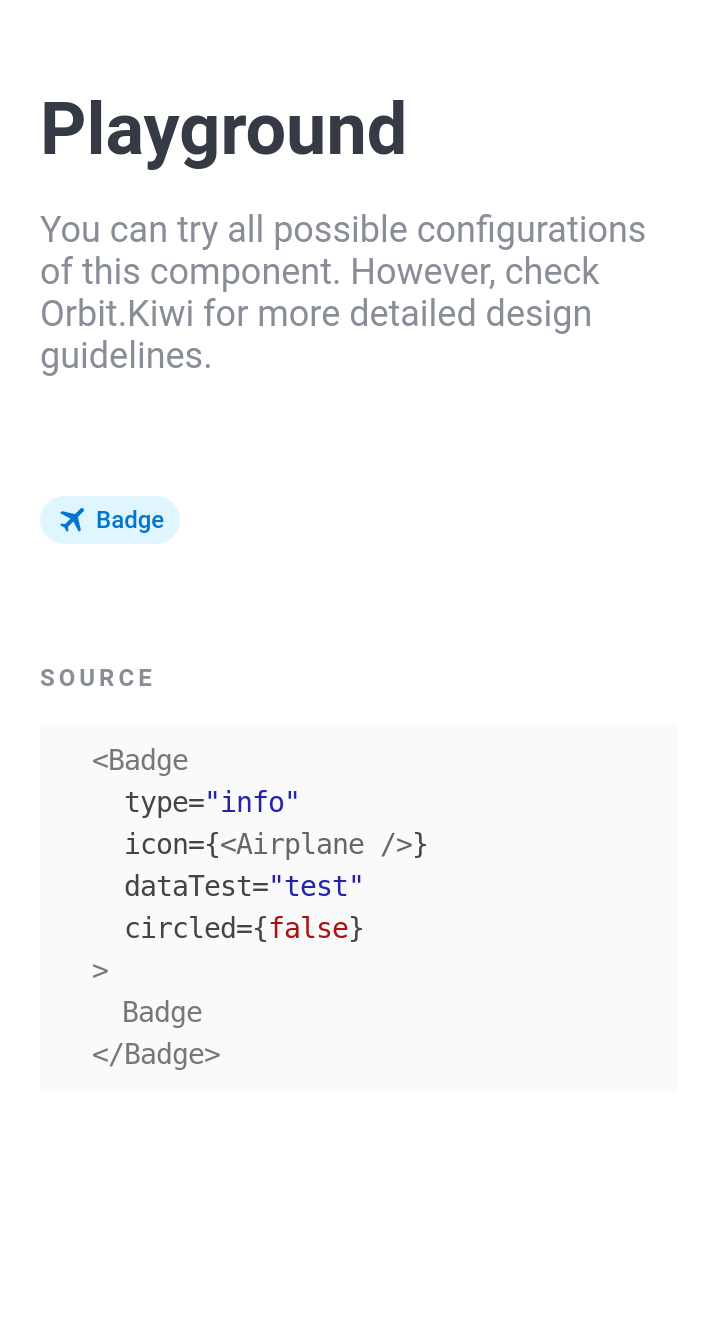 Playground
You can try all possible configurations
of this component. However, check
Orbit.Kiwi for more detailed design
guidelines.
Badge
SOURCE
<Badge
  type="info"
  icon={<Airplane />}
  dataTest="test"
  circled={false}
>
  Badge
</Badge>